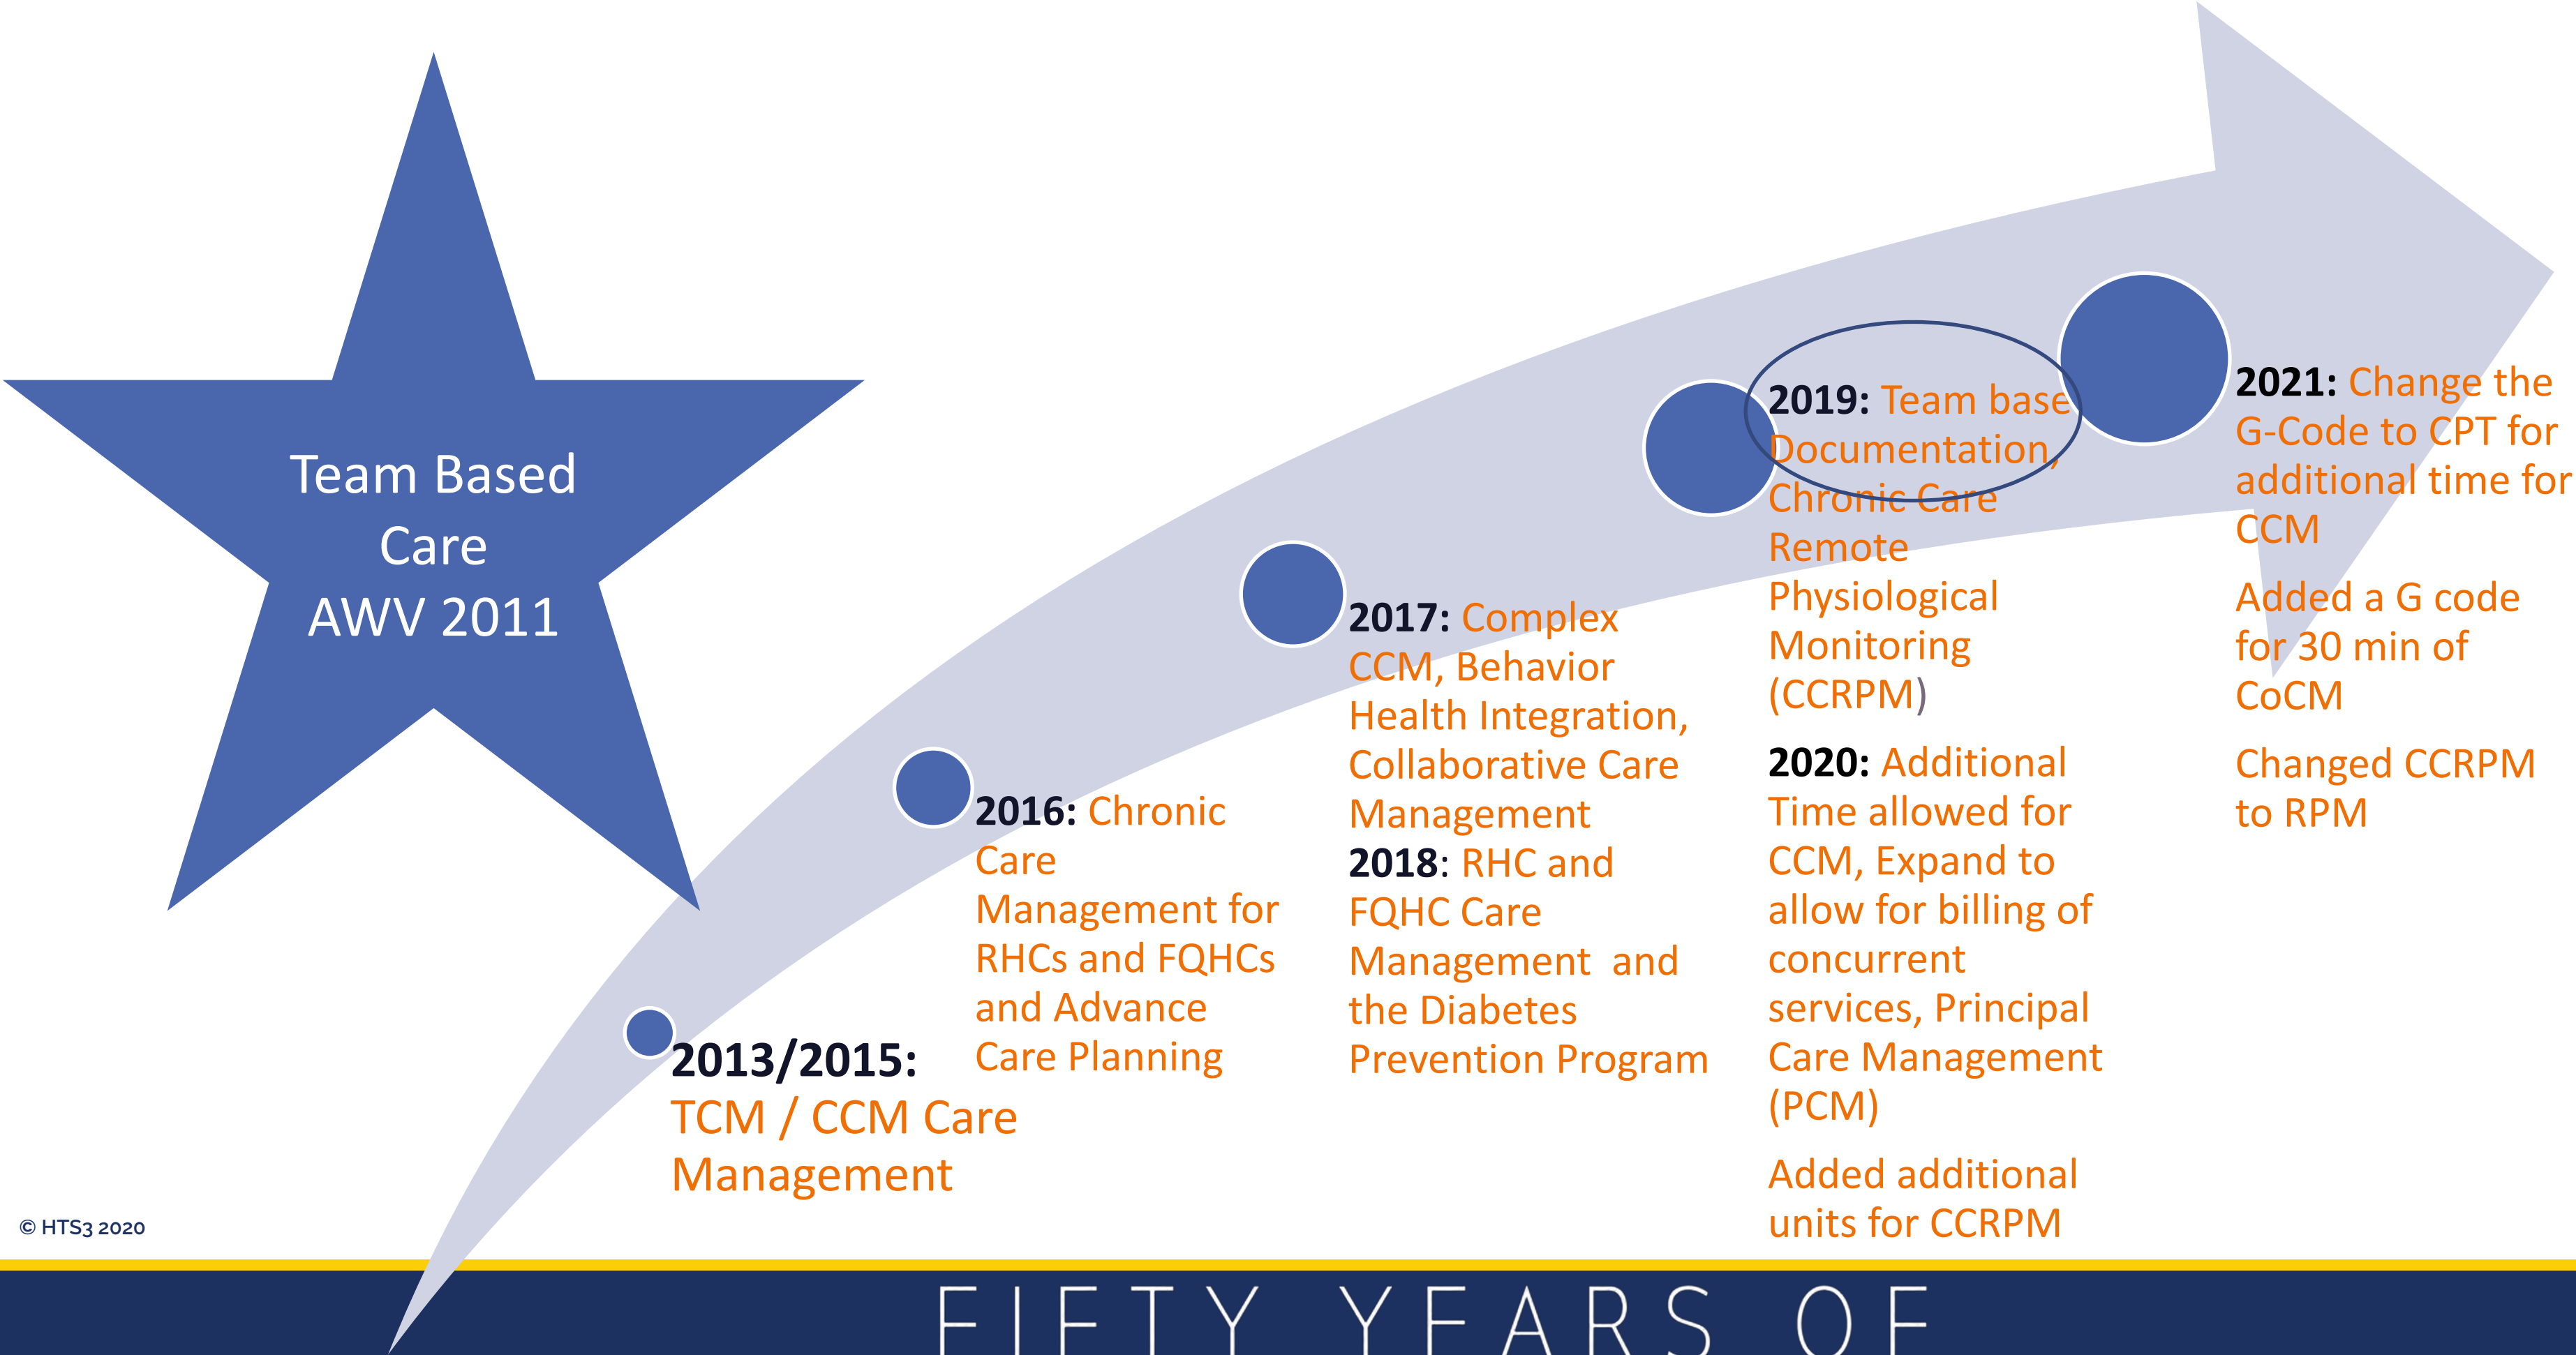 Team Based
Care
AWV 2011
2013/2015:
TCM / CCM Care
Management
2016: Chronic
Care
Management for
RHCs and FQHCs
and Advance
Care Planning
2017: Complex
CCM, Behavior
Health Integration,
Collaborative Care
Management
2018: RHC and
FQHC Care
Management and
the Diabetes
Prevention Program
2019: Team base
Documentation,
Chronic Care
Remote
Physiological
Monitoring
(CCRPM)
2020: Additional
Time allowed for
CCM, Expand to
allow for billing of
concurrent
services, Principal
Care Management
(PCM)
Added additional
units for CCRPM
2021: Change the
G-Code to CPT for
additional time for
CCM
Added a G code
for 30 min of
CoCM
Changed CCRPM
to RPM
© HTS3 2020
FIFTY YEARS OF